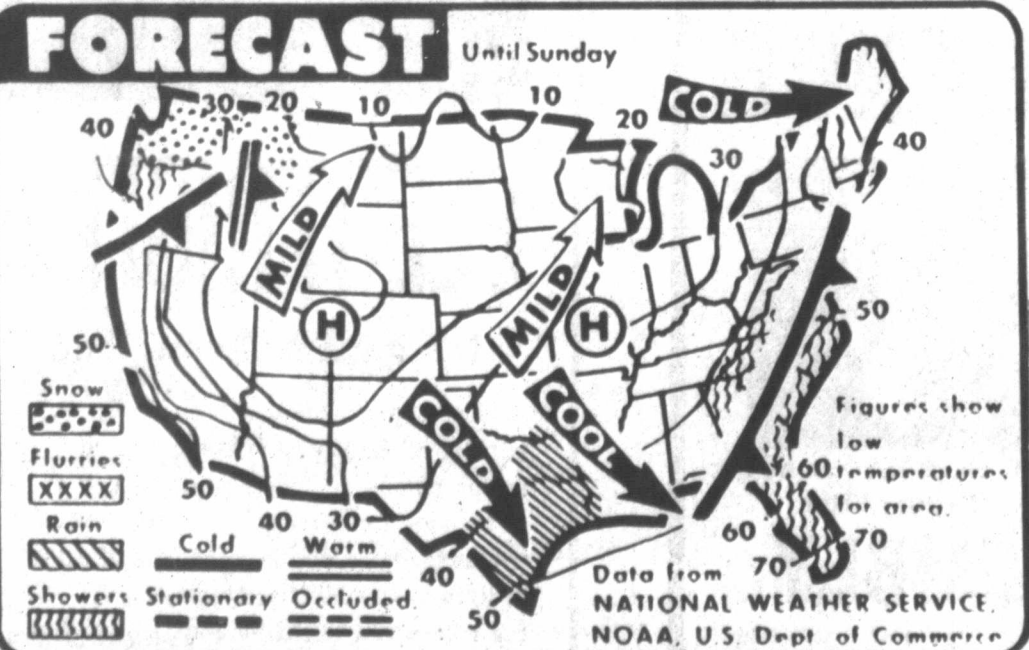 FORECAST
Until Sunday
COLD
40
30
20
10
10
20
30
40
MILD
MILD
H
H
50
50
Snow
Flurries
XXXX
Rain
Showers
COLD
COOL
Figures show
low
temperatures
for area.
50
40
30
60
60
70
70
Cold
Warm
Stationary
Occluded.
40
50
Data from
NATIONAL WEATHER SERVICE.
NOAA, U.S. Dept of Commerce